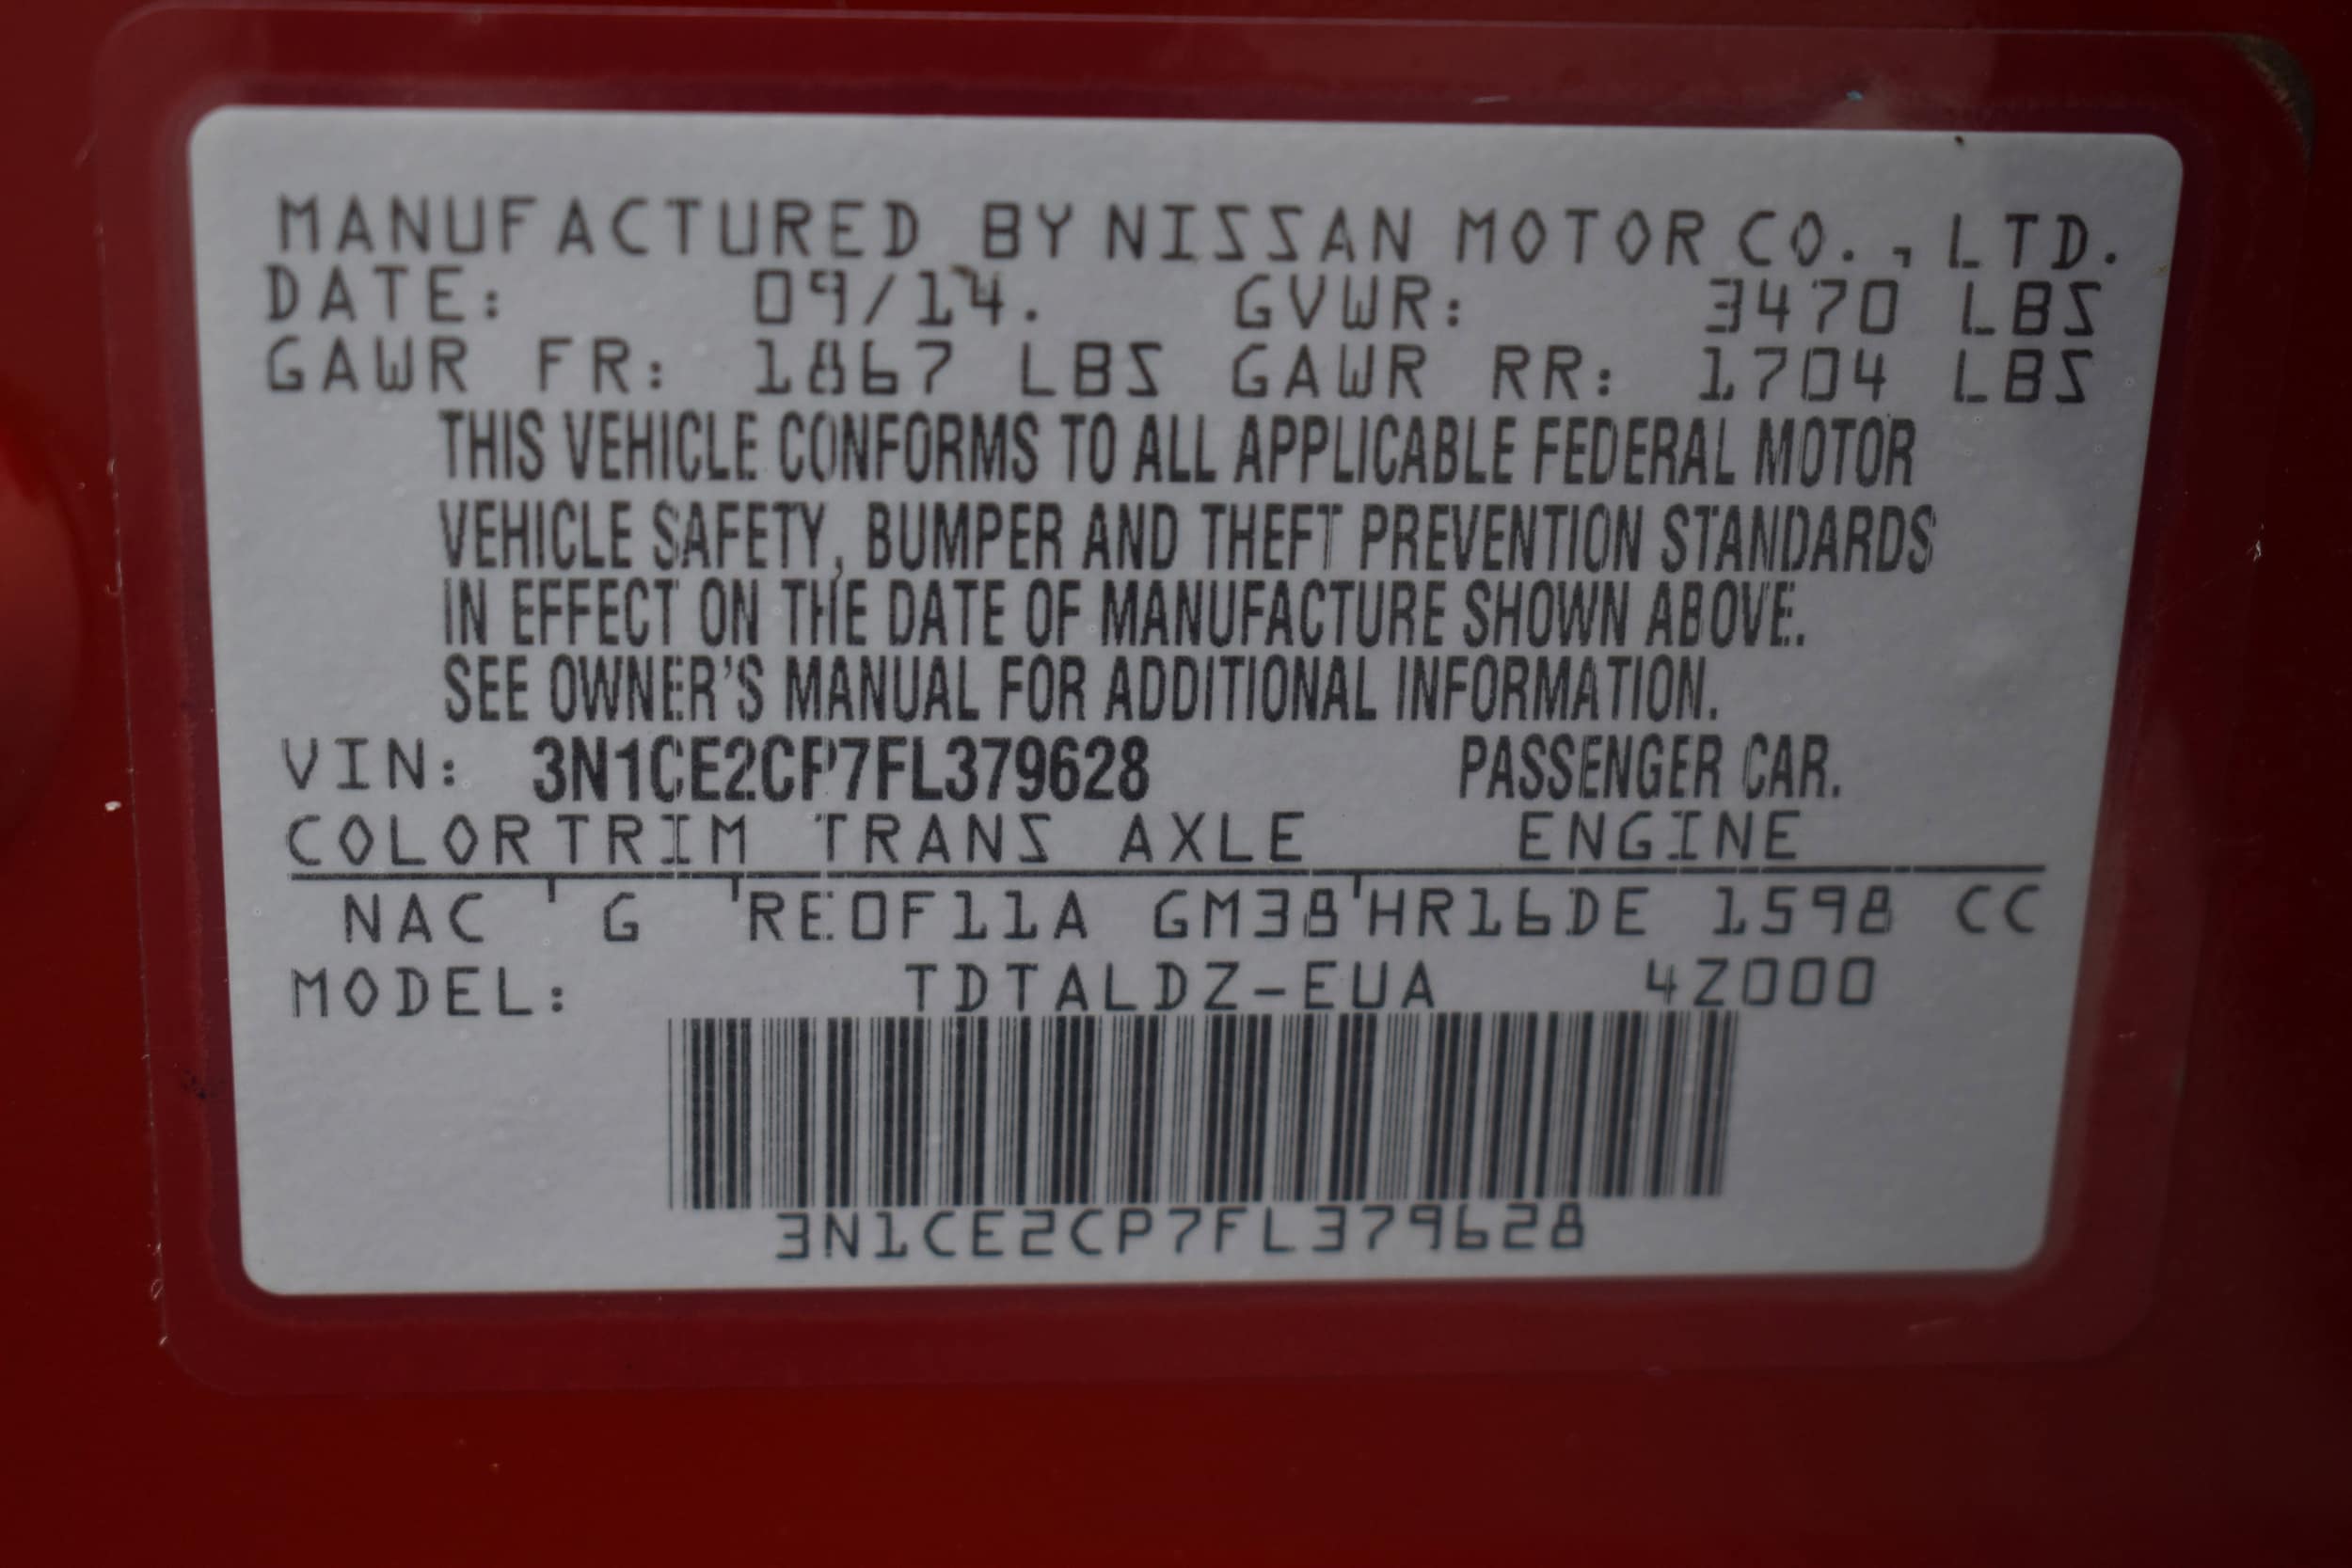 MANUFACTURED BY NISSAN MOTOR CO., LTD.
DATE: 09/14. GVWR: 3470 LBS
GAWR FR: 1867 LBS GAWR RR: 1704 LBS
THIS VEHICLE CONFORMS TO ALL APPLICABLE FEDERAL MOTOR
VEHICLE SAFETY, BUMPER AND THEFT PREVENTION STANDARDS
IN EFFECT ON THE DATE OF MANUFACTURE SHOWN ABOVE.
SEE OWNER'S MANUAL FOR ADDITIONAL INFORMATION.
VIN: 3N1CE2CP7FL379628 PASSENGER CAR.
COLOR TRIM TRANS AXLE ENGINE
NAC G RE0F11A GM38 HR16DE 1598 CC
MODEL: TDTALDZ-EUA 4Z000
3N1CE2CP7FL379628